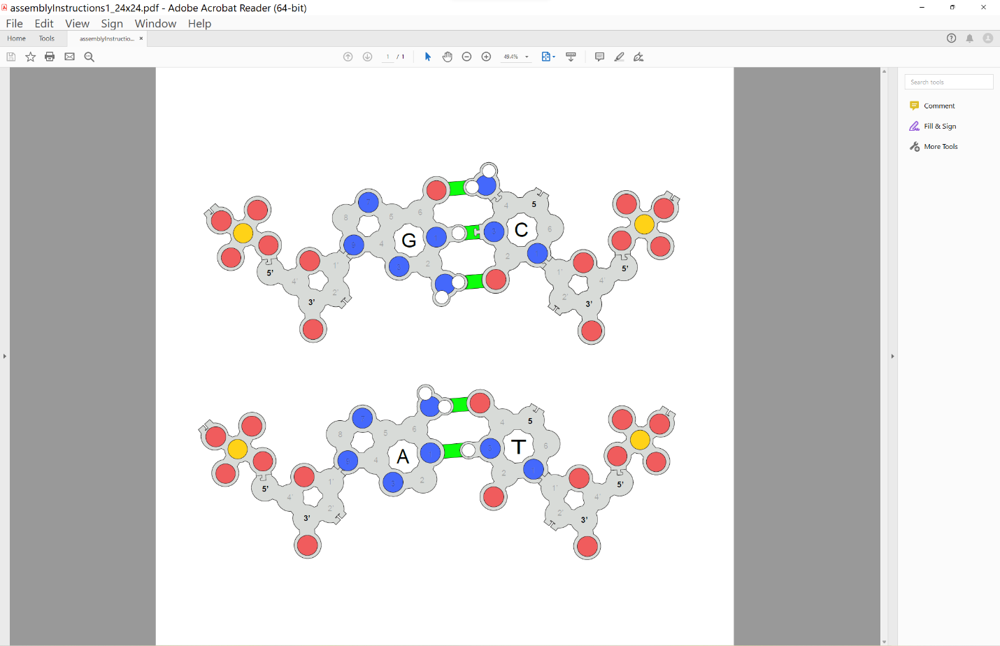 assemblyInstructions1_24x24.pdf - Adobe Acrobat Reader (64-bit)
File Edit View Sign Window Help
Home Tools assemblyInstructio... ×
1 / 1 49.4%
Search tools
Comment
Fill & Sign
More Tools
4 5
8 5 6
G C 6
4
2 2
5' 4' 1' 1' 4' 5'
2' 2'
3' 3'
4 5
8 5 6
A T 6
4
2 2
5' 4' 1' 1' 4' 5'
2' 2'
3' 3'